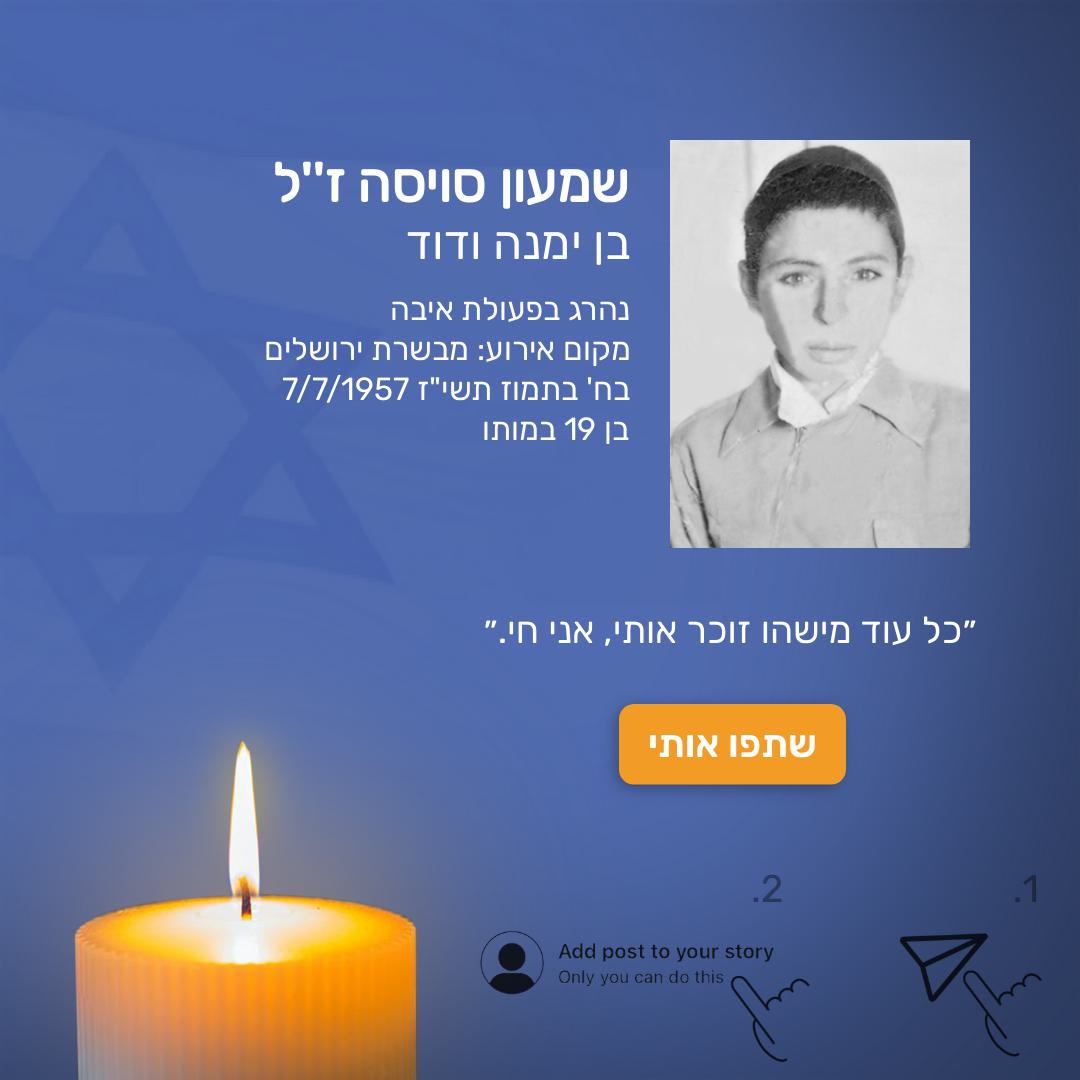 שמעון סויסה ז''ל
בן ימנה ודוד
נהרג בפעולת איבה
מקום אירוע: מבשרת ירושלים
בח' בתמוז תשי"ז 7/7/1957
בן 19 במותו
״כל עוד מישהו זוכר אותי, אני חי.״
שתפו אותי
1.
2.
Add post to your story
Only you can do this